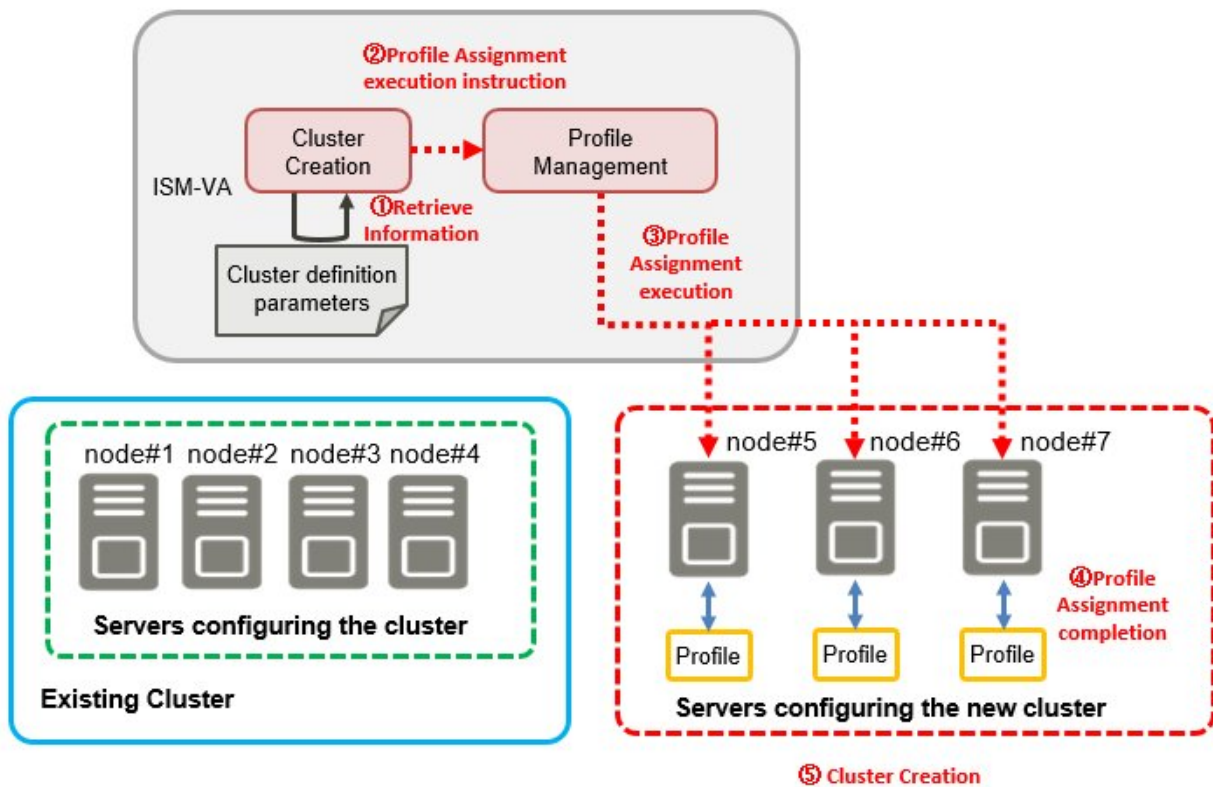 ②Profile Assignment
execution instruction
Cluster
Creation
Profile
Management
ISM-VA
①Retrieve
Information
③Profile
Assignment
execution
Cluster definition
parameters
node#1 node#2 node#3 node#4
Servers configuring the cluster
Existing Cluster
node#5 node#6 node#7
④Profile
Assignment
completion
Profile Profile Profile
Servers configuring the new cluster
⑤ Cluster Creation